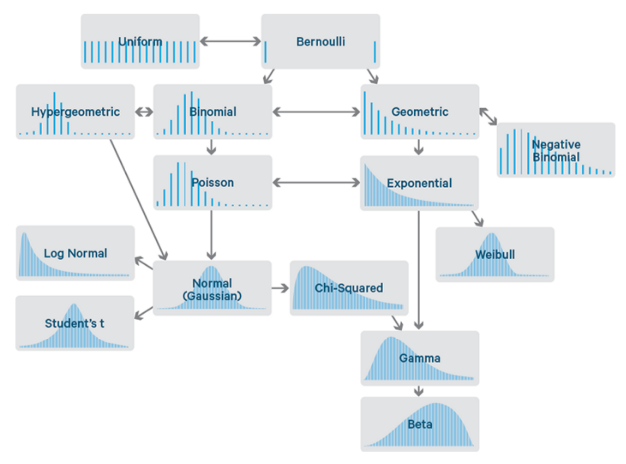 Uniform
Bernoulli
Hypergeometric
Binomial
Geometric
Negative
Binomial
Poisson
Exponential
Log Normal
Normal
(Gaussian)
Chi-Squared
Weibull
Student's t
Gamma
Beta